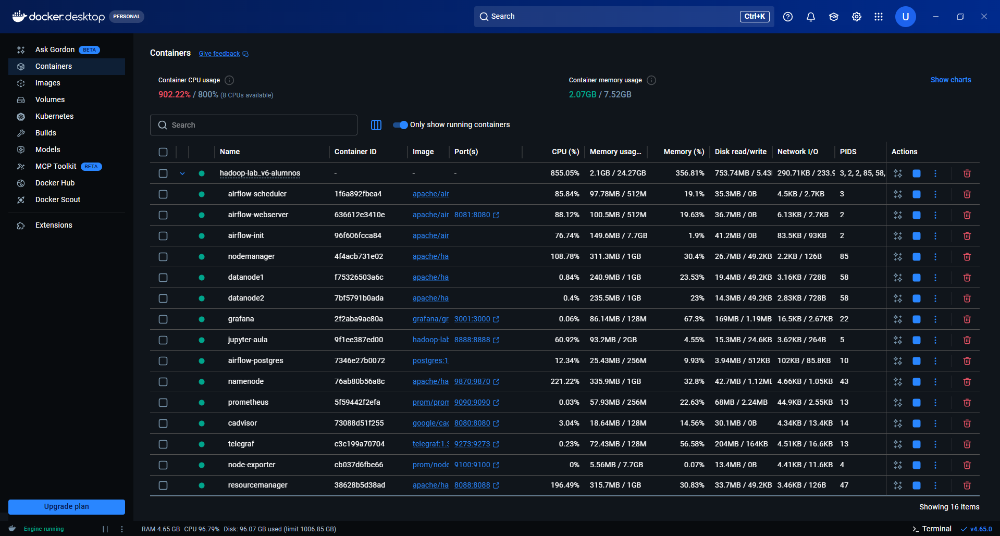 docker.desktop PERSONAL Search Ctrl+K U
Ask Gordon BETA
Containers
Images
Volumes
Kubernetes
Builds
Models
MCP Toolkit BETA
Docker Hub
Docker Scout
Extensions
Upgrade plan
Containers Give feedback
Container CPU usage Container memory usage Show charts
902.22% / 800% (8 CPUs available) 2.07GB / 7.52GB
Search Only show running containers
Name Container ID Image Port(s) CPU (%) Memory usag... Memory (%) Disk read/write Network I/O PIDS Actions
hadoop-lab_v6-alumnos - - - 855.05% 2.1GB / 24.27GB 356.81% 753.74MB / 5.43 290.71KB / 233.9 3, 2, 2, 85, 58,
airflow-scheduler 1f6a892fbea4 apache/air 85.84% 97.78MB / 512M 19.1% 35.3MB / 0B 4.5KB / 2.7KB 3
airflow-webserver 636612e3410e apache/air 8081:8080 88.12% 100.5MB / 512M 19.63% 36.7MB / 0B 6.13KB / 2.7KB 2
airflow-init 96f606fcca84 apache/air 76.74% 149.6MB / 7.7GB 1.9% 41.2MB / 0B 83.5KB / 93KB 2
nodemanager 4f4acb731e02 apache/ha 108.78% 311.3MB / 1GB 30.4% 26.7MB / 49.2KB 2.2KB / 126B 85
datanode1 f75326503a6c apache/ha 0.84% 240.9MB / 1GB 23.53% 19.4MB / 49.2KB 3.16KB / 728B 58
datanode2 7bf5791b0ada apache/ha 0.4% 235.5MB / 1GB 23% 14.3MB / 49.2KB 2.83KB / 728B 58
grafana 2f2aba9ae80a grafana/gr 3001:3000 0.06% 86.14MB / 128M 67.3% 169MB / 1.19MB 16.5KB / 2.67KB 22
jupyter-aula 9f1ee387ed00 hadoop-lab 8888:8888 60.92% 93.2MB / 2GB 4.55% 15.3MB / 24.6KB 3.62KB / 264B 5
airflow-postgres 7346e27b0072 postgres:1 12.34% 25.43MB / 256M 9.93% 3.94MB / 512KB 102KB / 85.8KB 10
namenode 76ab80b56a8c apache/ha 9870:9870 221.22% 335.9MB / 1GB 32.8% 42.7MB / 1.12MB 4.66KB / 1.05KB 43
prometheus 5f59442f2efa prom/prom 9090:9090 0.03% 57.93MB / 256M 22.63% 68MB / 2.24MB 44.9KB / 2.55KB 13
cadvisor 73088d51f255 google/cad 8080:8080 3.04% 18.64MB / 128M 14.56% 30.1MB / 0B 4.34KB / 13.4KB 14
telegraf c3c199a70704 telegraf:1.3 9273:9273 0.23% 72.43MB / 128M 56.58% 204MB / 164KB 4.51KB / 16.6KB 13
node-exporter cb037d6fbe66 prom/node 9100:9100 0% 5.56MB / 7.7GB 0.07% 13.4MB / 0B 4.41KB / 11.6KB 4
resourcemanager 38628b5d38ad apache/ha 8088:8088 196.49% 315.7MB / 1GB 30.83% 33.7MB / 49.2KB 3.46KB / 126B 47
Showing 16 items
Engine running RAM 4.65 GB CPU 96.79% Disk: 96.07 GB used (limit 1006.85 GB) >_ Terminal v4.65.0